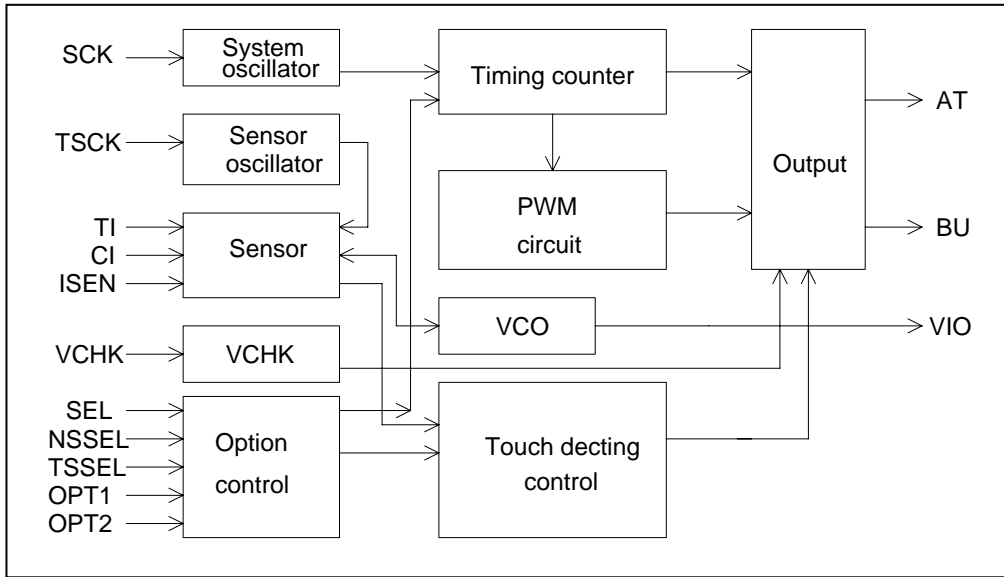 SCK
System
oscillator
Timing counter
AT
TSCK
Sensor
oscillator
Output
PWM
circuit
TI
CI
ISEN
Sensor
BU
VCO
VIO
VCHK
VCHK
SEL
NSSEL
TSSEL
OPT1
OPT2
Option
control
Touch decting
control